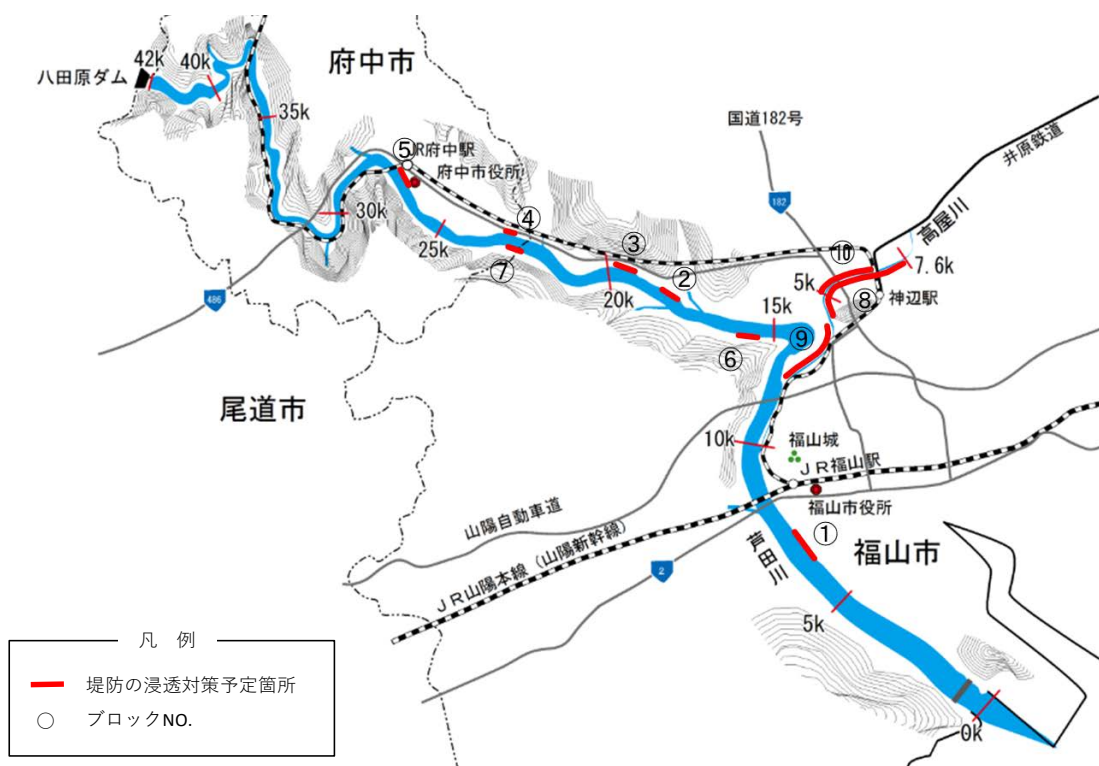 府中市
42k
40k
八田原ダム
35k
国道182号
井原鉄道
⑤
JR府中駅
府中市役所
182
高屋川
④
30k
25k
③
⑩
7.6k
⑦
②
5k
⑧
神辺駅
20k
15k
486
⑨
⑥
尾道市
10k
福山城
JR福山駅
福山市役所
山陽自動車道
①
福山市
芦田川
JR山陽本線(山陽新幹線)
2
5k
0k
凡 例
堤防の浸透対策予定箇所
○ ブロックNO.